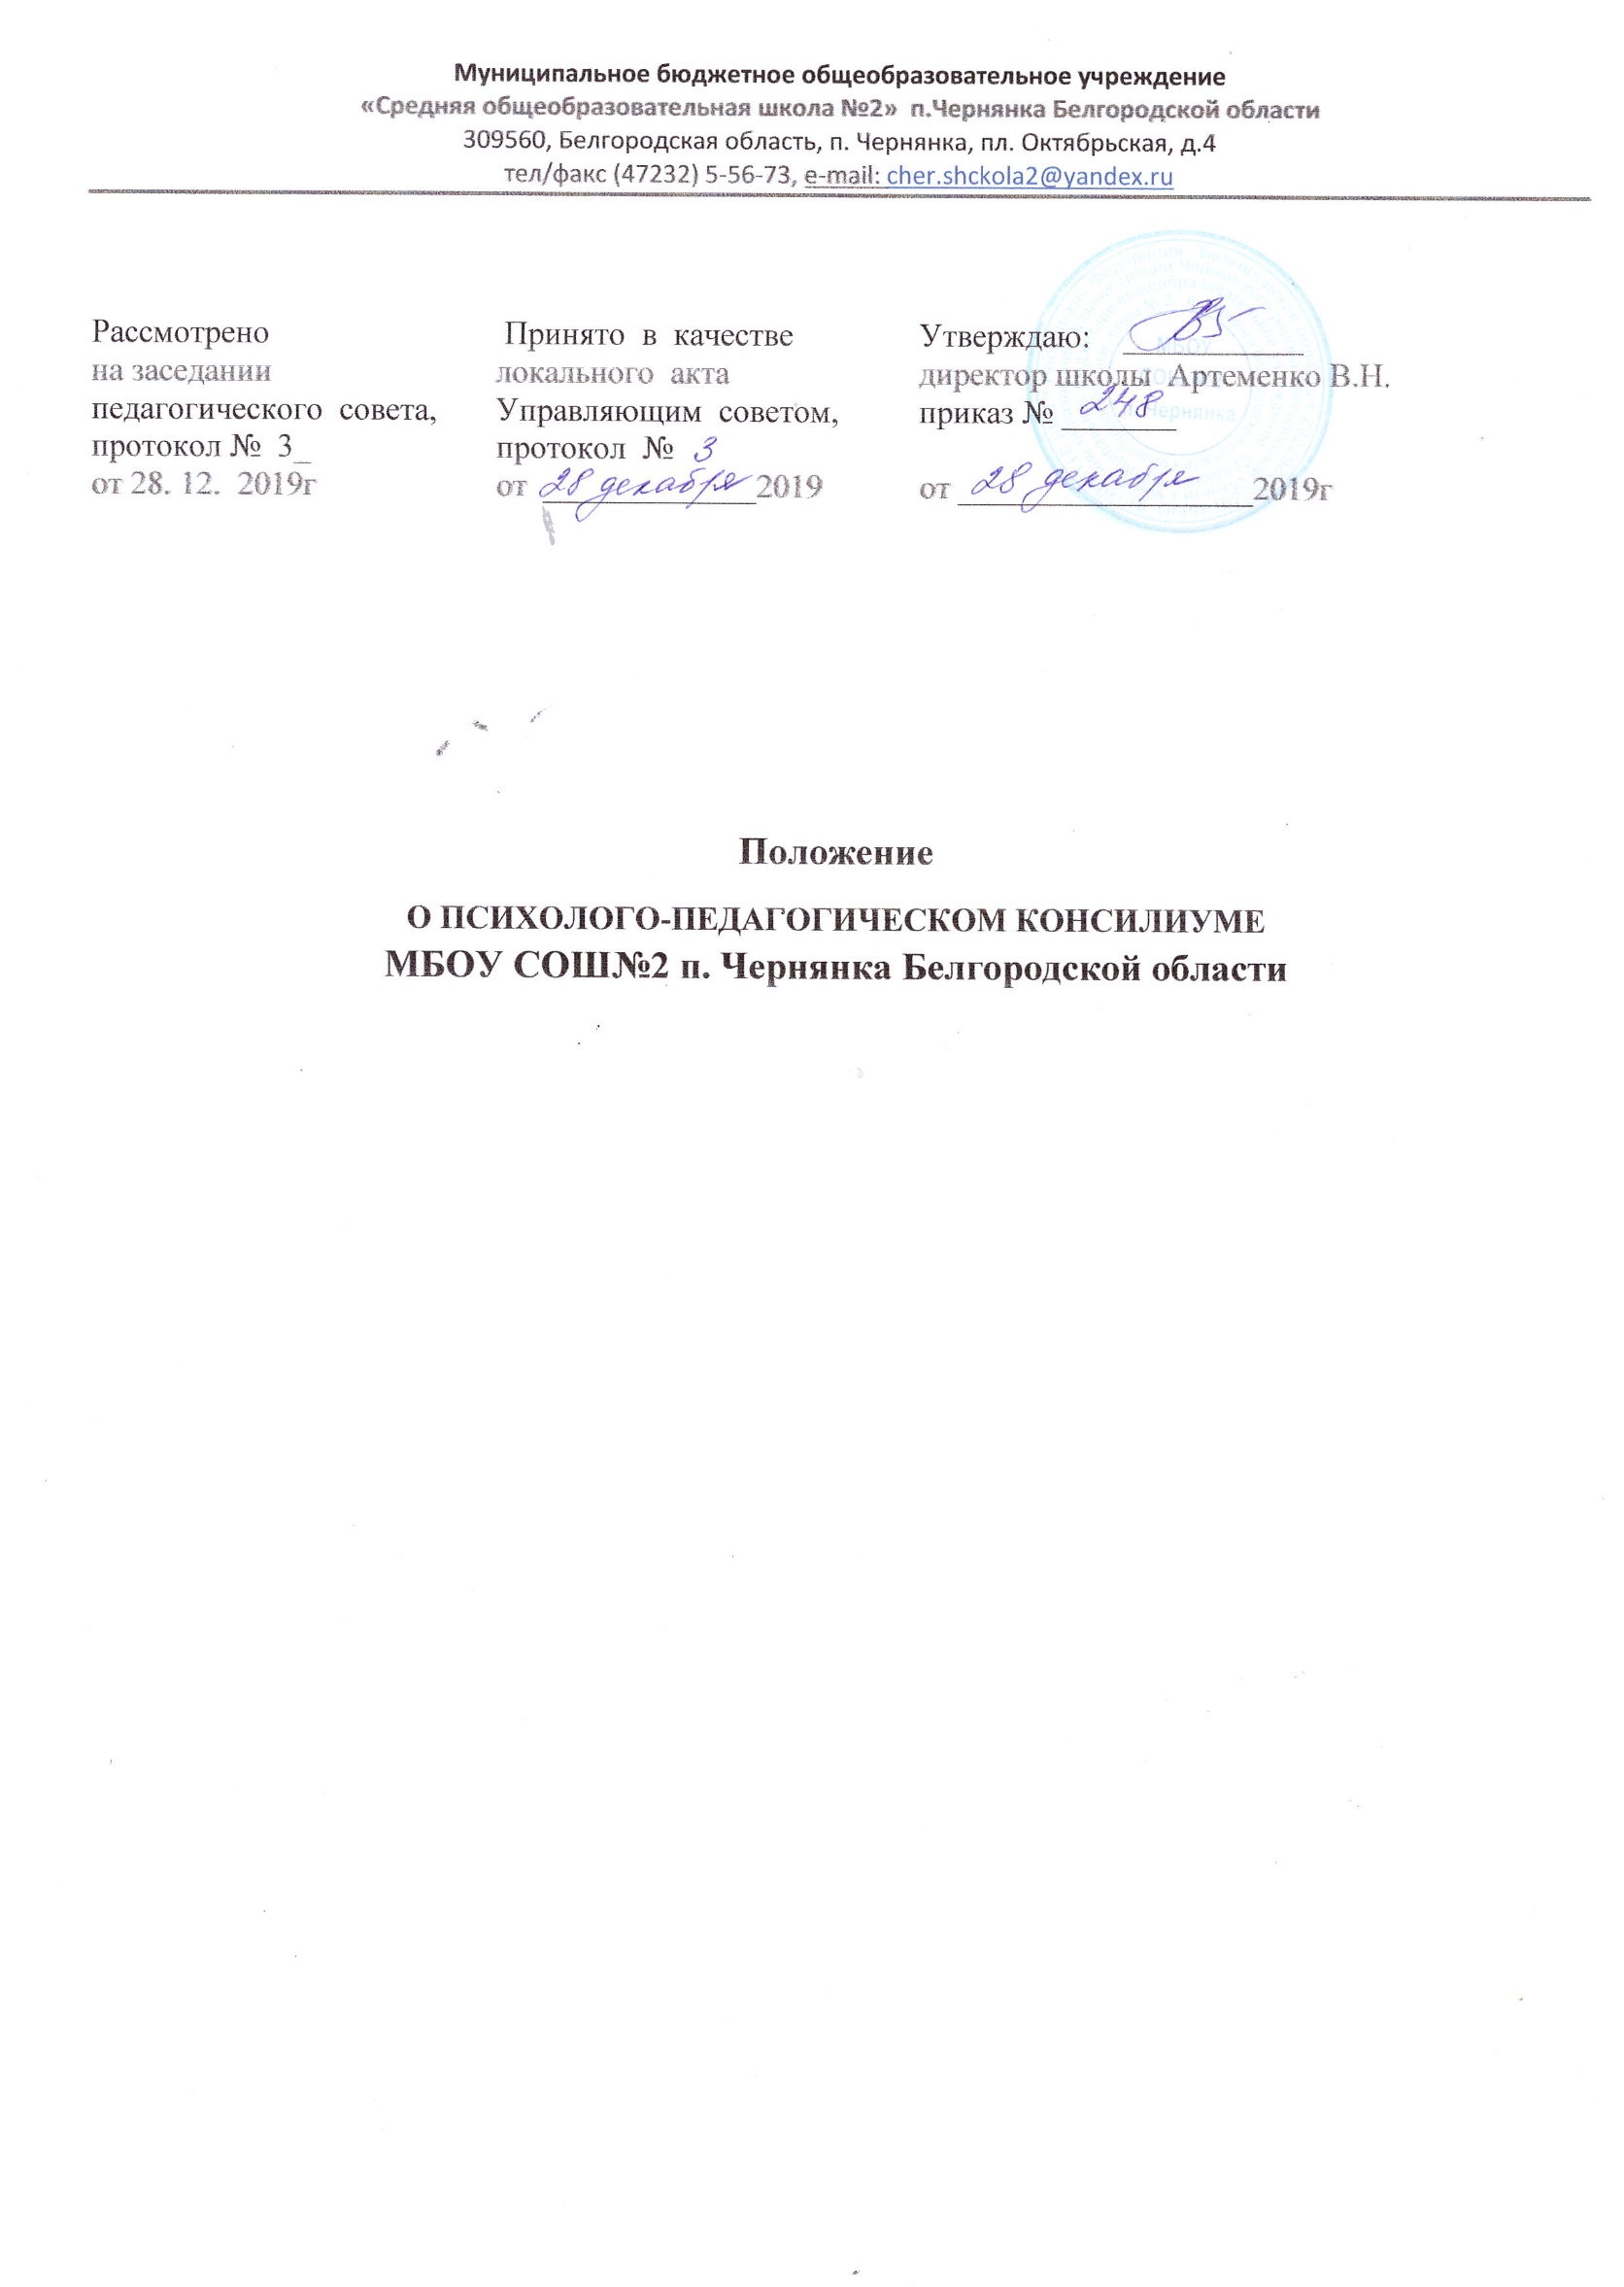 Муниципальное бюджетное общеобразовательное учреждение
«Средняя общеобразовательная школа №2» п.Чернянка Белгородской области
309560, Белгородская область, п. Чернянка, пл. Октябрьская, д.4
тел/факс (47232) 5-56-73, e-mail: cher.shckola2@yandex.ru
Рассмотрено
на заседании
педагогического совета,
протокол № 3_
от 28. 12. 2019г
Принято в качестве
локального акта
Управляющим советом,
протокол № 3
от 28 декабря 2019
Утверждаю:
директор школы Артеменко В.Н.
приказ № 248
от 28 декабря 2019г
МБОУ
Чернянка
Положение
О ПСИХОЛОГО-ПЕДАГОГИЧЕСКОМ КОНСИЛИУМЕ
МБОУ СОШ№2 п. Чернянка Белгородской области